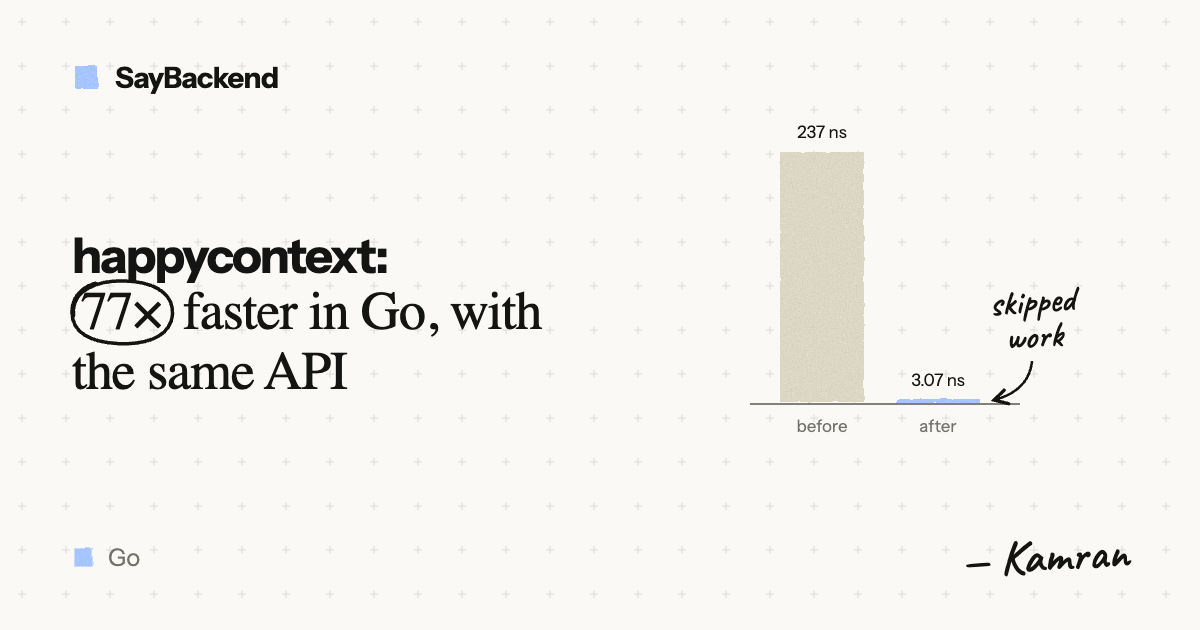 SayBackend
happycontext:
77× faster in Go, with
the same API
237 ns
skipped
work
3.07 ns
before
after
Go
– Kamran